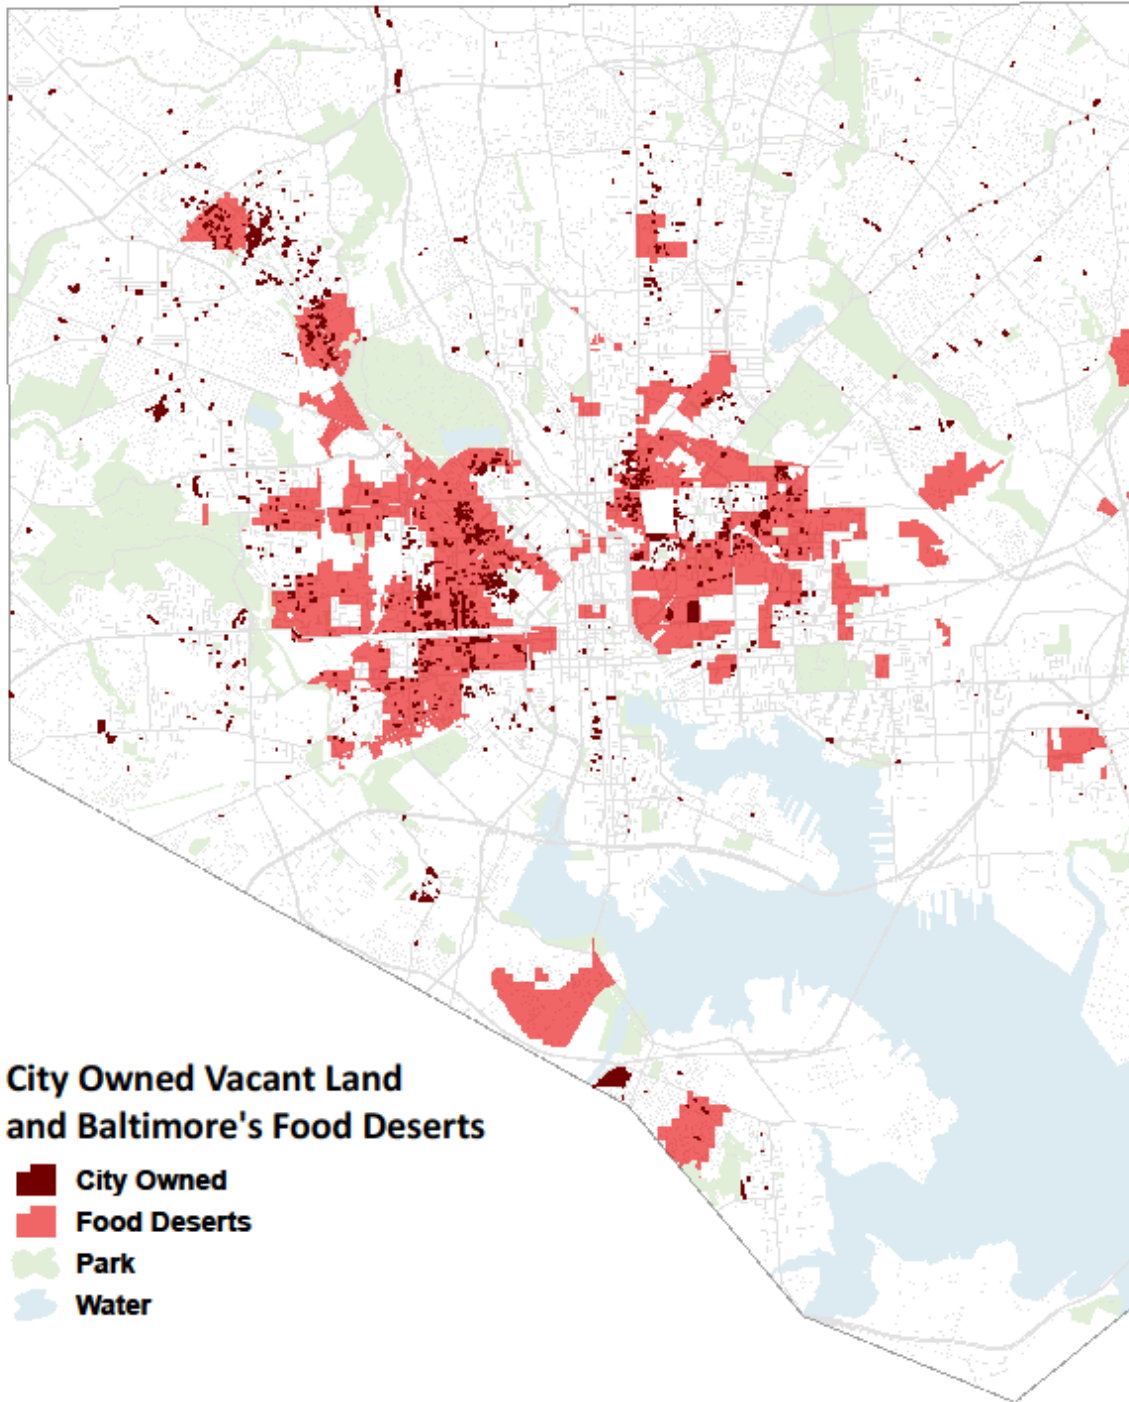 City Owned Vacant Land
and Baltimore's Food Deserts
City Owned
Food Deserts
Park
Water